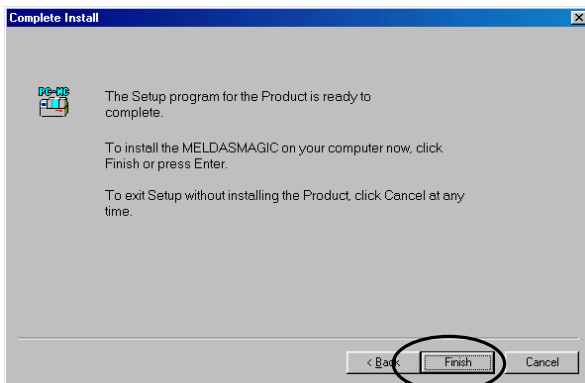 Complete Install
PC-NC
The Setup program for the Product is ready to
complete.
To install the MELDASMAGIC on your computer now, click
Finish or press Enter.
To exit Setup without installing the Product, click Cancel at any
time.
< Back
Finish
Cancel